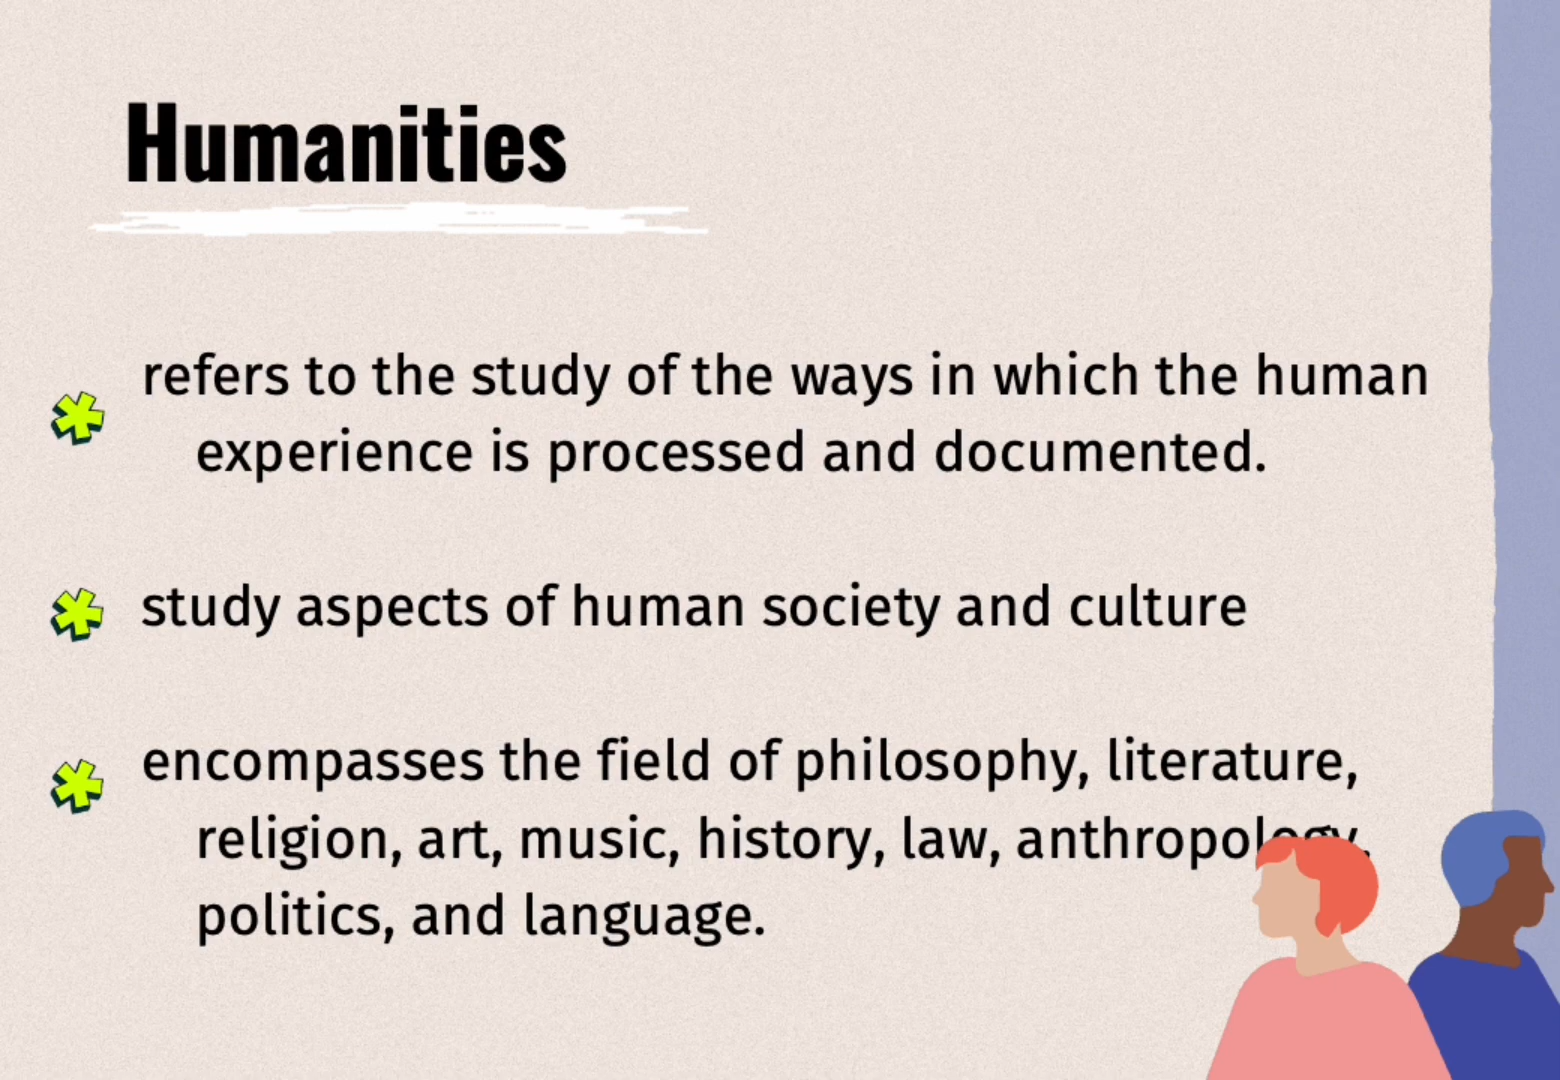 Humanities
refers to the study of the ways in which the human
experience is processed and documented.
study aspects of human society and culture
encompasses the field of philosophy, literature,
religion, art, music, history, law, anthropology,
politics, and language.